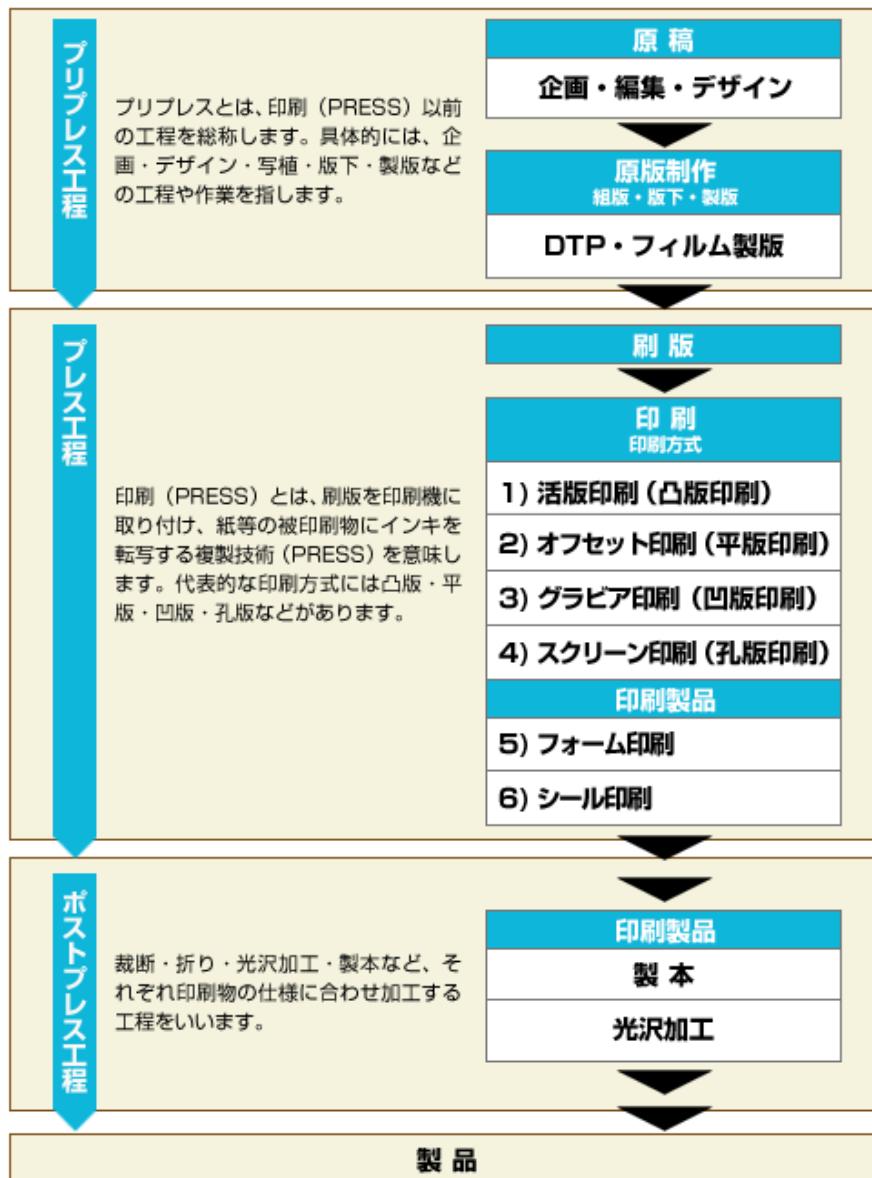 プリプレス工程
プリプレスとは、印刷（PRESS）以前
の工程を総称します。具体的には、企
画・デザイン・写植・版下・製版など
の工程や作業を指します。
原 稿
企画・編集・デザイン
原版制作
組版・版下・製版
DTP・フィルム製版
プレス工程
印刷（PRESS）とは、刷版を印刷機に
取り付け、紙等の被印刷物にインキを
転写する複製技術（PRESS）を意味し
ます。代表的な印刷方式には凸版・平
版・凹版・孔版などがあります。
刷 版
印 刷
印刷方式
1）活版印刷（凸版印刷）
2）オフセット印刷（平版印刷）
3）グラビア印刷（凹版印刷）
4）スクリーン印刷（孔版印刷）
印刷製品
5）フォーム印刷
6）シール印刷
ポストプレス工程
裁断・折り・光沢加工・製本など、そ
れぞれ印刷物の仕様に合わせ加工する
工程をいいます。
印刷製品
製 本
光沢加工
製 品